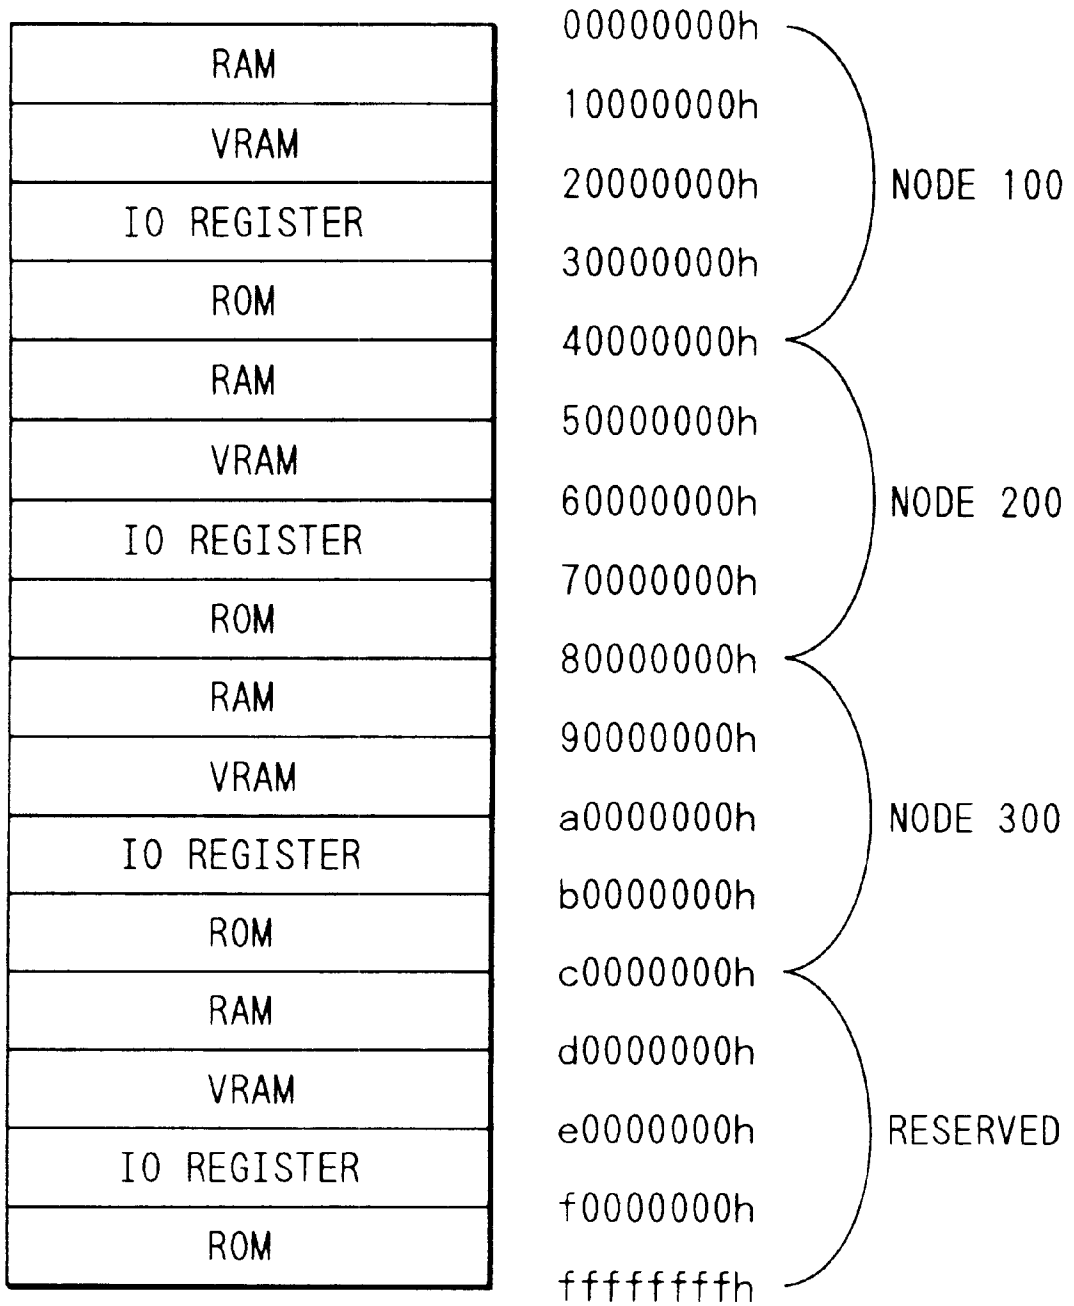 00000000h
RAM
10000000h
VRAM
20000000h
NODE 100
IO REGISTER
30000000h
ROM
40000000h
RAM
50000000h
VRAM
60000000h
NODE 200
IO REGISTER
70000000h
ROM
80000000h
RAM
90000000h
VRAM
a0000000h
NODE 300
IO REGISTER
b0000000h
ROM
c0000000h
RAM
d0000000h
VRAM
e0000000h
RESERVED
IO REGISTER
f0000000h
ROM
ffffffffh